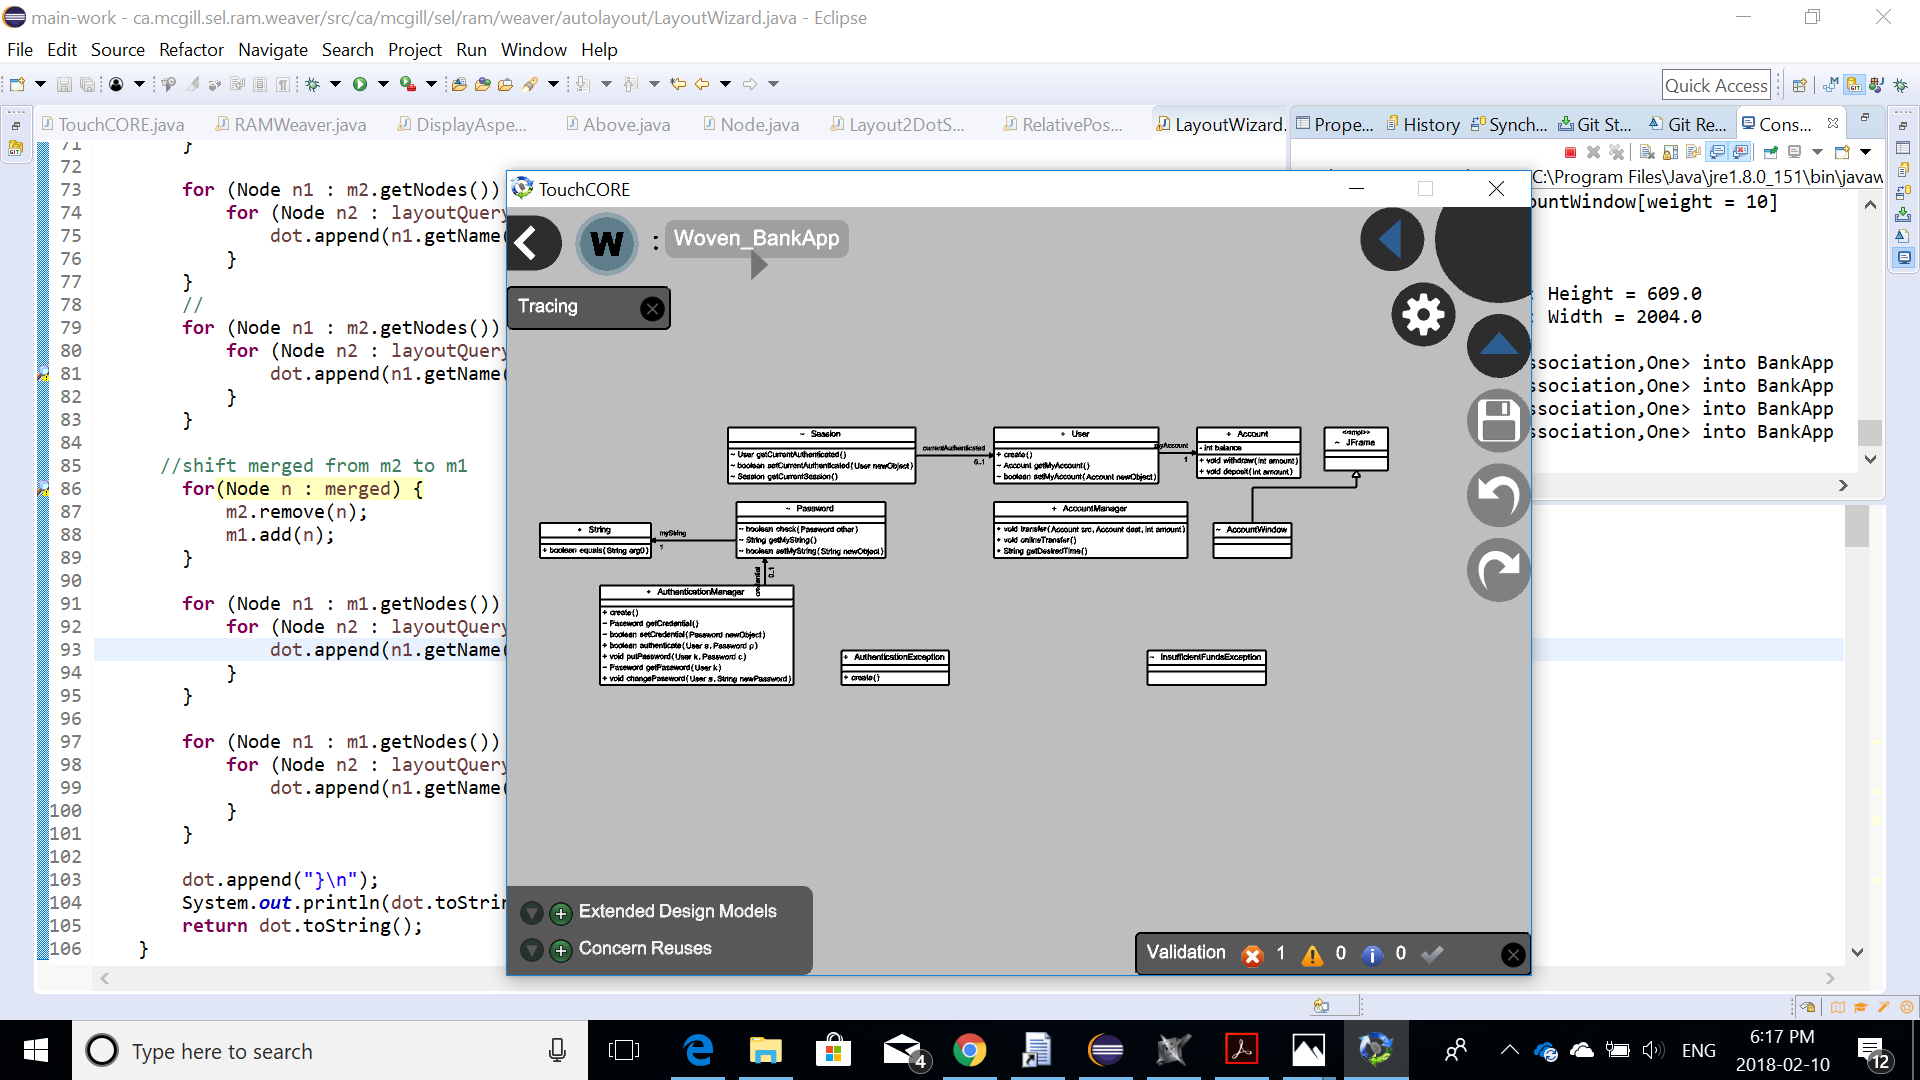 main-work - ca.mcgill.sel.ram.weaver/src/ca/mcgill/sel/ram/weaver/autolayout/LayoutWizard.java - Eclipse
File Edit Source Refactor Navigate Search Project Run Window Help
Quick Access
TouchCORE.java RAMWeaver.java DisplayAspe... Above.java Node.java Layout2DotS... RelativePos... LayoutWizard.
Prope... History Synch... Git St... Git Re... Cons...
71 }
72
73 for (Node n1 : m2.getNodes())
74 for (Node n2 : layoutQuery
75 dot.append(n1.getName(
76 }
77 }
78 //
79 for (Node n1 : m2.getNodes())
80 for (Node n2 : layoutQuery
81 dot.append(n1.getName(
82 }
83 }
84
85 //shift merged from m2 to m1
86 for(Node n : merged) {
87 m2.remove(n);
88 m1.add(n);
89 }
90
91 for (Node n1 : m1.getNodes())
92 for (Node n2 : layoutQuery
93 dot.append(n1.getName(
94 }
95 }
96
97 for (Node n1 : m1.getNodes())
98 for (Node n2 : layoutQuery
99 dot.append(n1.getName(
100 }
101 }
102
103 dot.append("}\n");
104 System.out.println(dot.toStrin
105 return dot.toString();
106 }
C:\Program Files\Java\jre1.8.0_151\bin\javaw
ountWindow[weight = 10]
: Height = 609.0
: Width = 2004.0
ssociation,One> into BankApp
ssociation,One> into BankApp
ssociation,One> into BankApp
ssociation,One> into BankApp
TouchCORE
W : Woven_BankApp
Tracing
~ Session
~ User getCurrentAuthenticated()
~ boolean setCurrentAuthenticated(User newObject)
~ Session getCurrentSession()
currentAuthenticated
0..1
+ User
+ create()
~ Account getMyAccount()
~ boolean setMyAccount(Account newObject)
myAccount
1
+ Account
- int balance
+ void withdraw(int amount)
+ void deposit(int amount)
<<impl>>
~ JFrame
+ String
+ boolean equals(String arg0)
myString
1
~ Password
~ boolean check(Password other)
~ String getMyString()
~ boolean setMyString(String newObject)
+ AccountManager
+ void transfer(Account src, Account dest, int amount)
+ void onlineTransfer()
+ String getDesiredTime()
~ AccountWindow
credential
0..1
+ AuthenticationManager
+ create()
~ Password getCredential()
~ boolean setCredential(Password newObject)
+ boolean authenticate(User a, Password p)
+ void putPassword(User k, Password c)
~ Password getPassword(User k)
+ void changePassword(User a, String newPassword)
+ AuthenticationException
+ create()
~ InsufficientFundsException
Extended Design Models
Concern Reuses
Validation 1 0 0
Type here to search
4
ENG
6:17 PM
2018-02-10
12